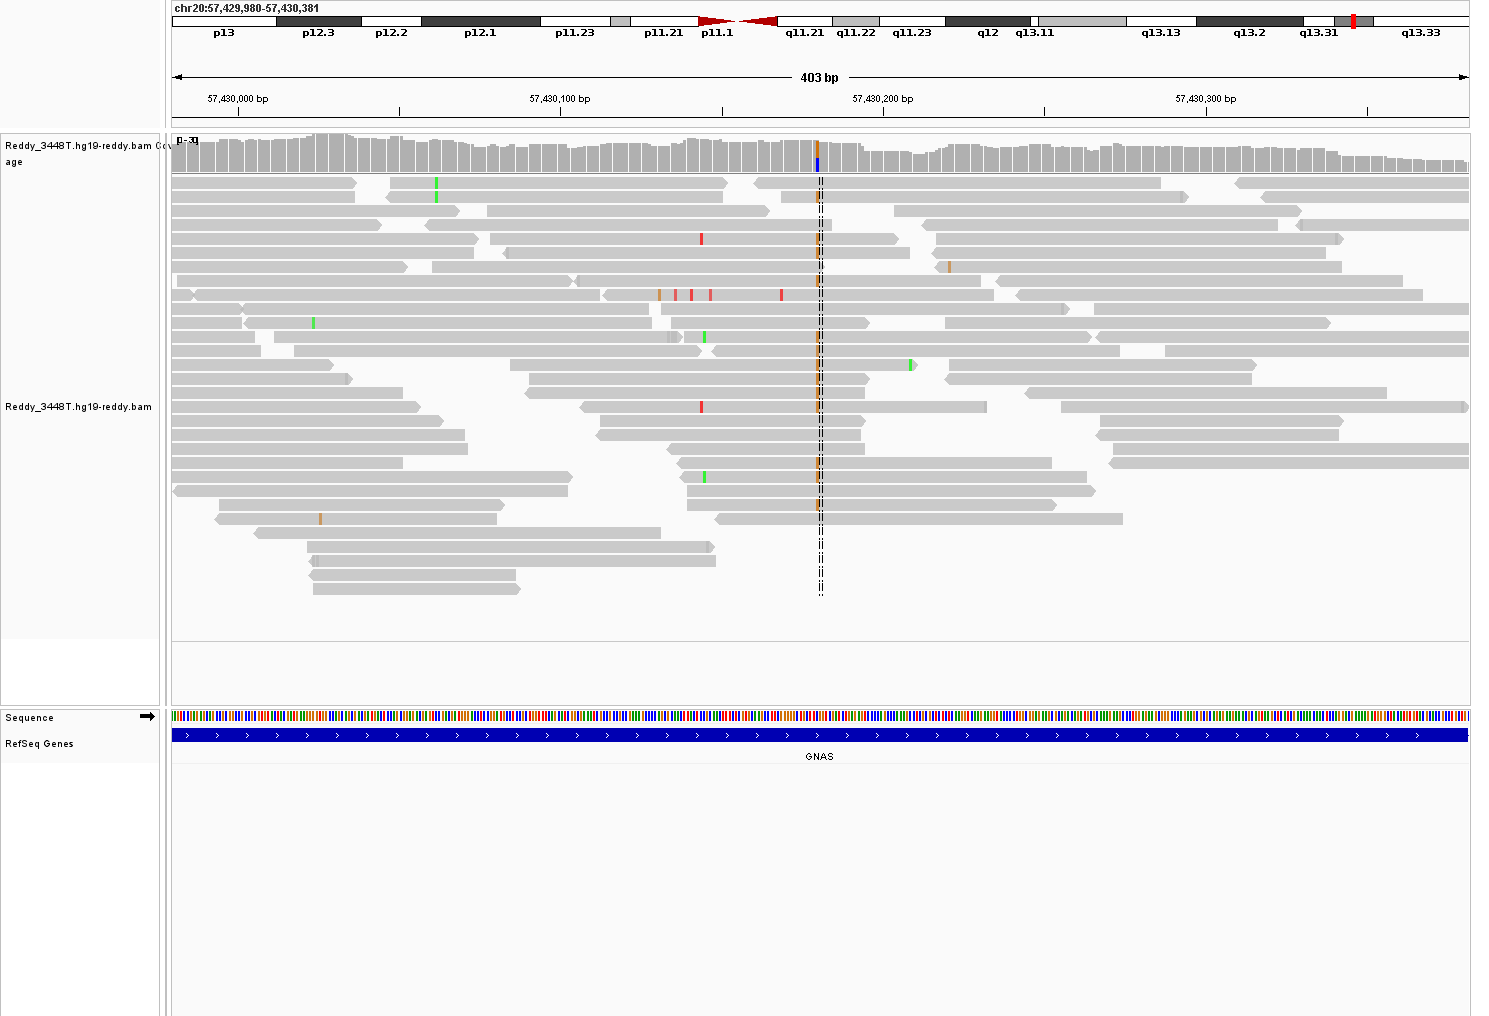 chr20:57,429,980-57,430,381
p13 p12.3 p12.2 p12.1 p11.23 p11.21 p11.1 q11.21 q11.22 q11.23 q12 q13.11 q13.13 q13.2 q13.31 q13.33
403 bp
57,430,000 bp 57,430,100 bp 57,430,200 bp 57,430,300 bp
Reddy_3448T.hg19-reddy.bam Cov
age
Reddy_3448T.hg19-reddy.bam
Sequence
RefSeq Genes
GNAS